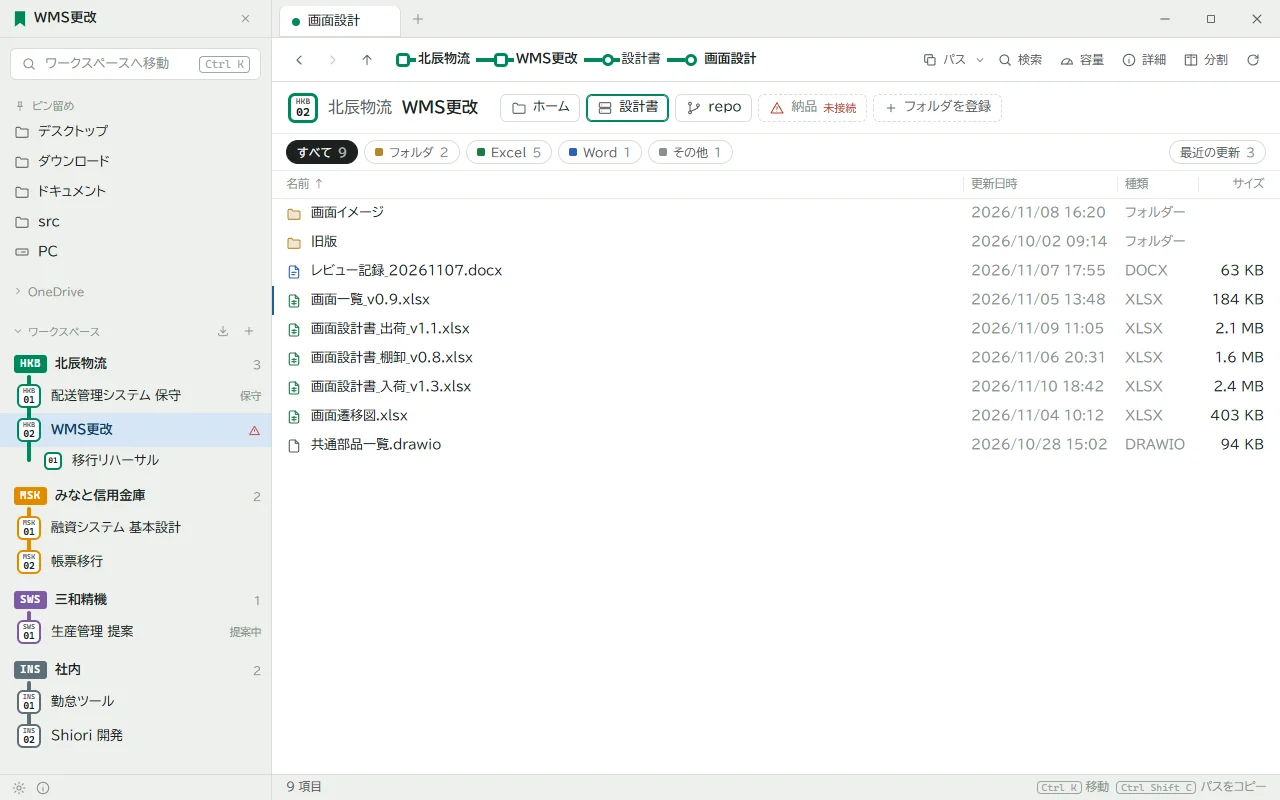 WMS更改
ワークスペースへ移動 Ctrl K
ピン留め
デスクトップ
ダウンロード
ドキュメント
src
PC
OneDrive
ワークスペース
HKB 北辰物流 3
HKB 01 配送管理システム 保守 保守
HKB 02 WMS更改
01 移行リハーサル
MSK みなと信用金庫 2
MSK 01 融資システム 基本設計
MSK 02 帳票移行
SWS 三和精機 1
SWS 01 生産管理 提案 提案中
INS 社内 2
INS 01 勤怠ツール
INS 02 Shiori 開発
画面設計
北辰物流 WMS更改 設計書 画面設計
パス 検索 容量 詳細 分割
HKB 02 北辰物流 WMS更改 ホーム 設計書 repo 納品 未接続 + フォルダを登録
すべて 9 フォルダ 2 Excel 5 Word 1 その他 1 最近の更新 3
名前 ↑ 更新日時 種類 サイズ
画面イメージ 2026/11/08 16:20 フォルダー
旧版 2026/10/02 09:14 フォルダー
レビュー記録_20261107.docx 2026/11/07 17:55 DOCX 63 KB
画面一覧_v0.9.xlsx 2026/11/05 13:48 XLSX 184 KB
画面設計書_出荷_v1.1.xlsx 2026/11/09 11:05 XLSX 2.1 MB
画面設計書_棚卸_v0.8.xlsx 2026/11/06 20:31 XLSX 1.6 MB
画面設計書_入荷_v1.3.xlsx 2026/11/10 18:42 XLSX 2.4 MB
画面遷移図.xlsx 2026/11/04 10:12 XLSX 403 KB
共通部品一覧.drawio 2026/10/28 15:02 DRAWIO 94 KB
9 項目 Ctrl K 移動 Ctrl Shift C パスをコピー